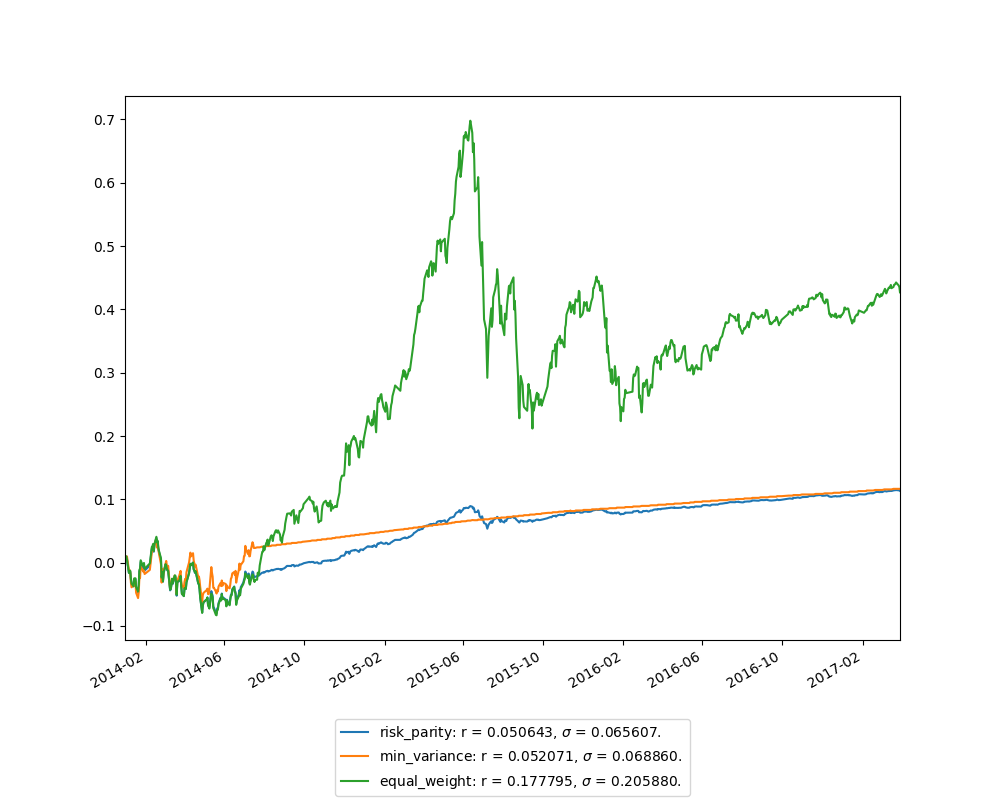 0.7
0.6
0.5
0.4
0.3
0.2
0.1
0.0
−0.1
2014-02 2014-06 2014-10 2015-02 2015-06 2015-10 2016-02 2016-06 2016-10 2017-02
risk_parity: r = 0.050643, σ = 0.065607.
min_variance: r = 0.052071, σ = 0.068860.
equal_weight: r = 0.177795, σ = 0.205880.